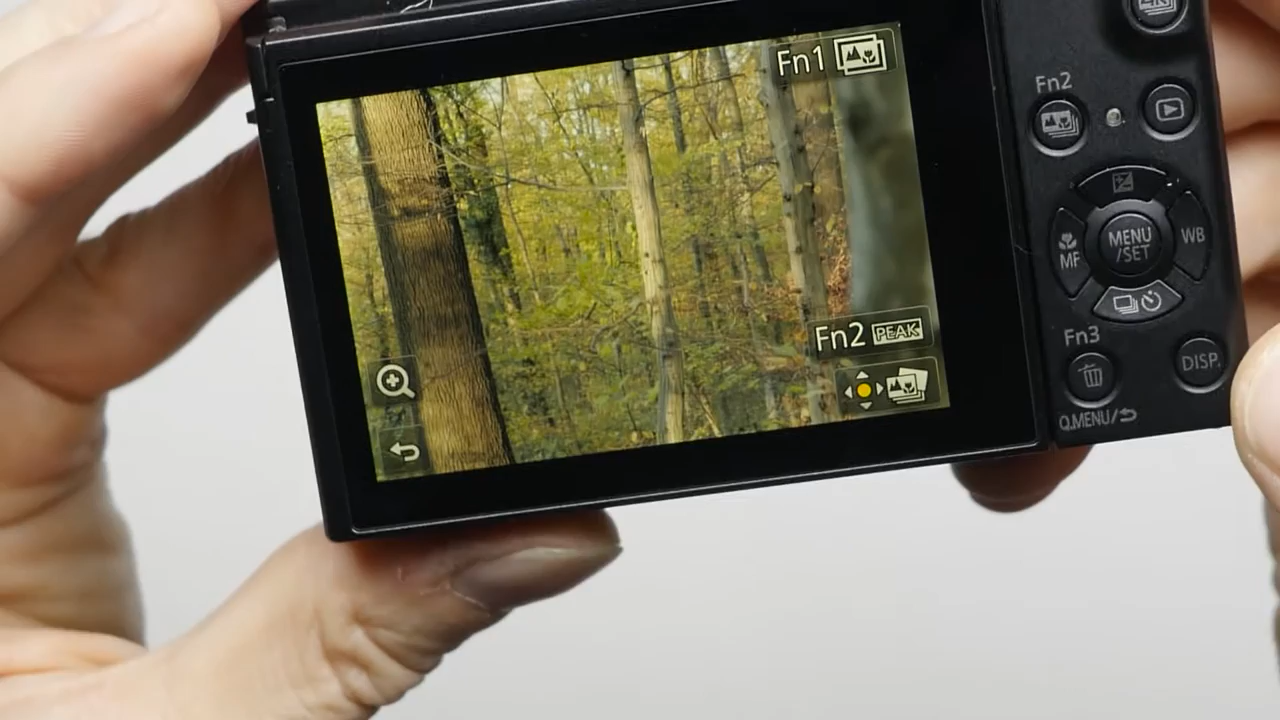 Fn1
Fn2 PEAK
Fn2
MENU
/SET
WB
MF
Fn3
DISP.
Q.MENU/